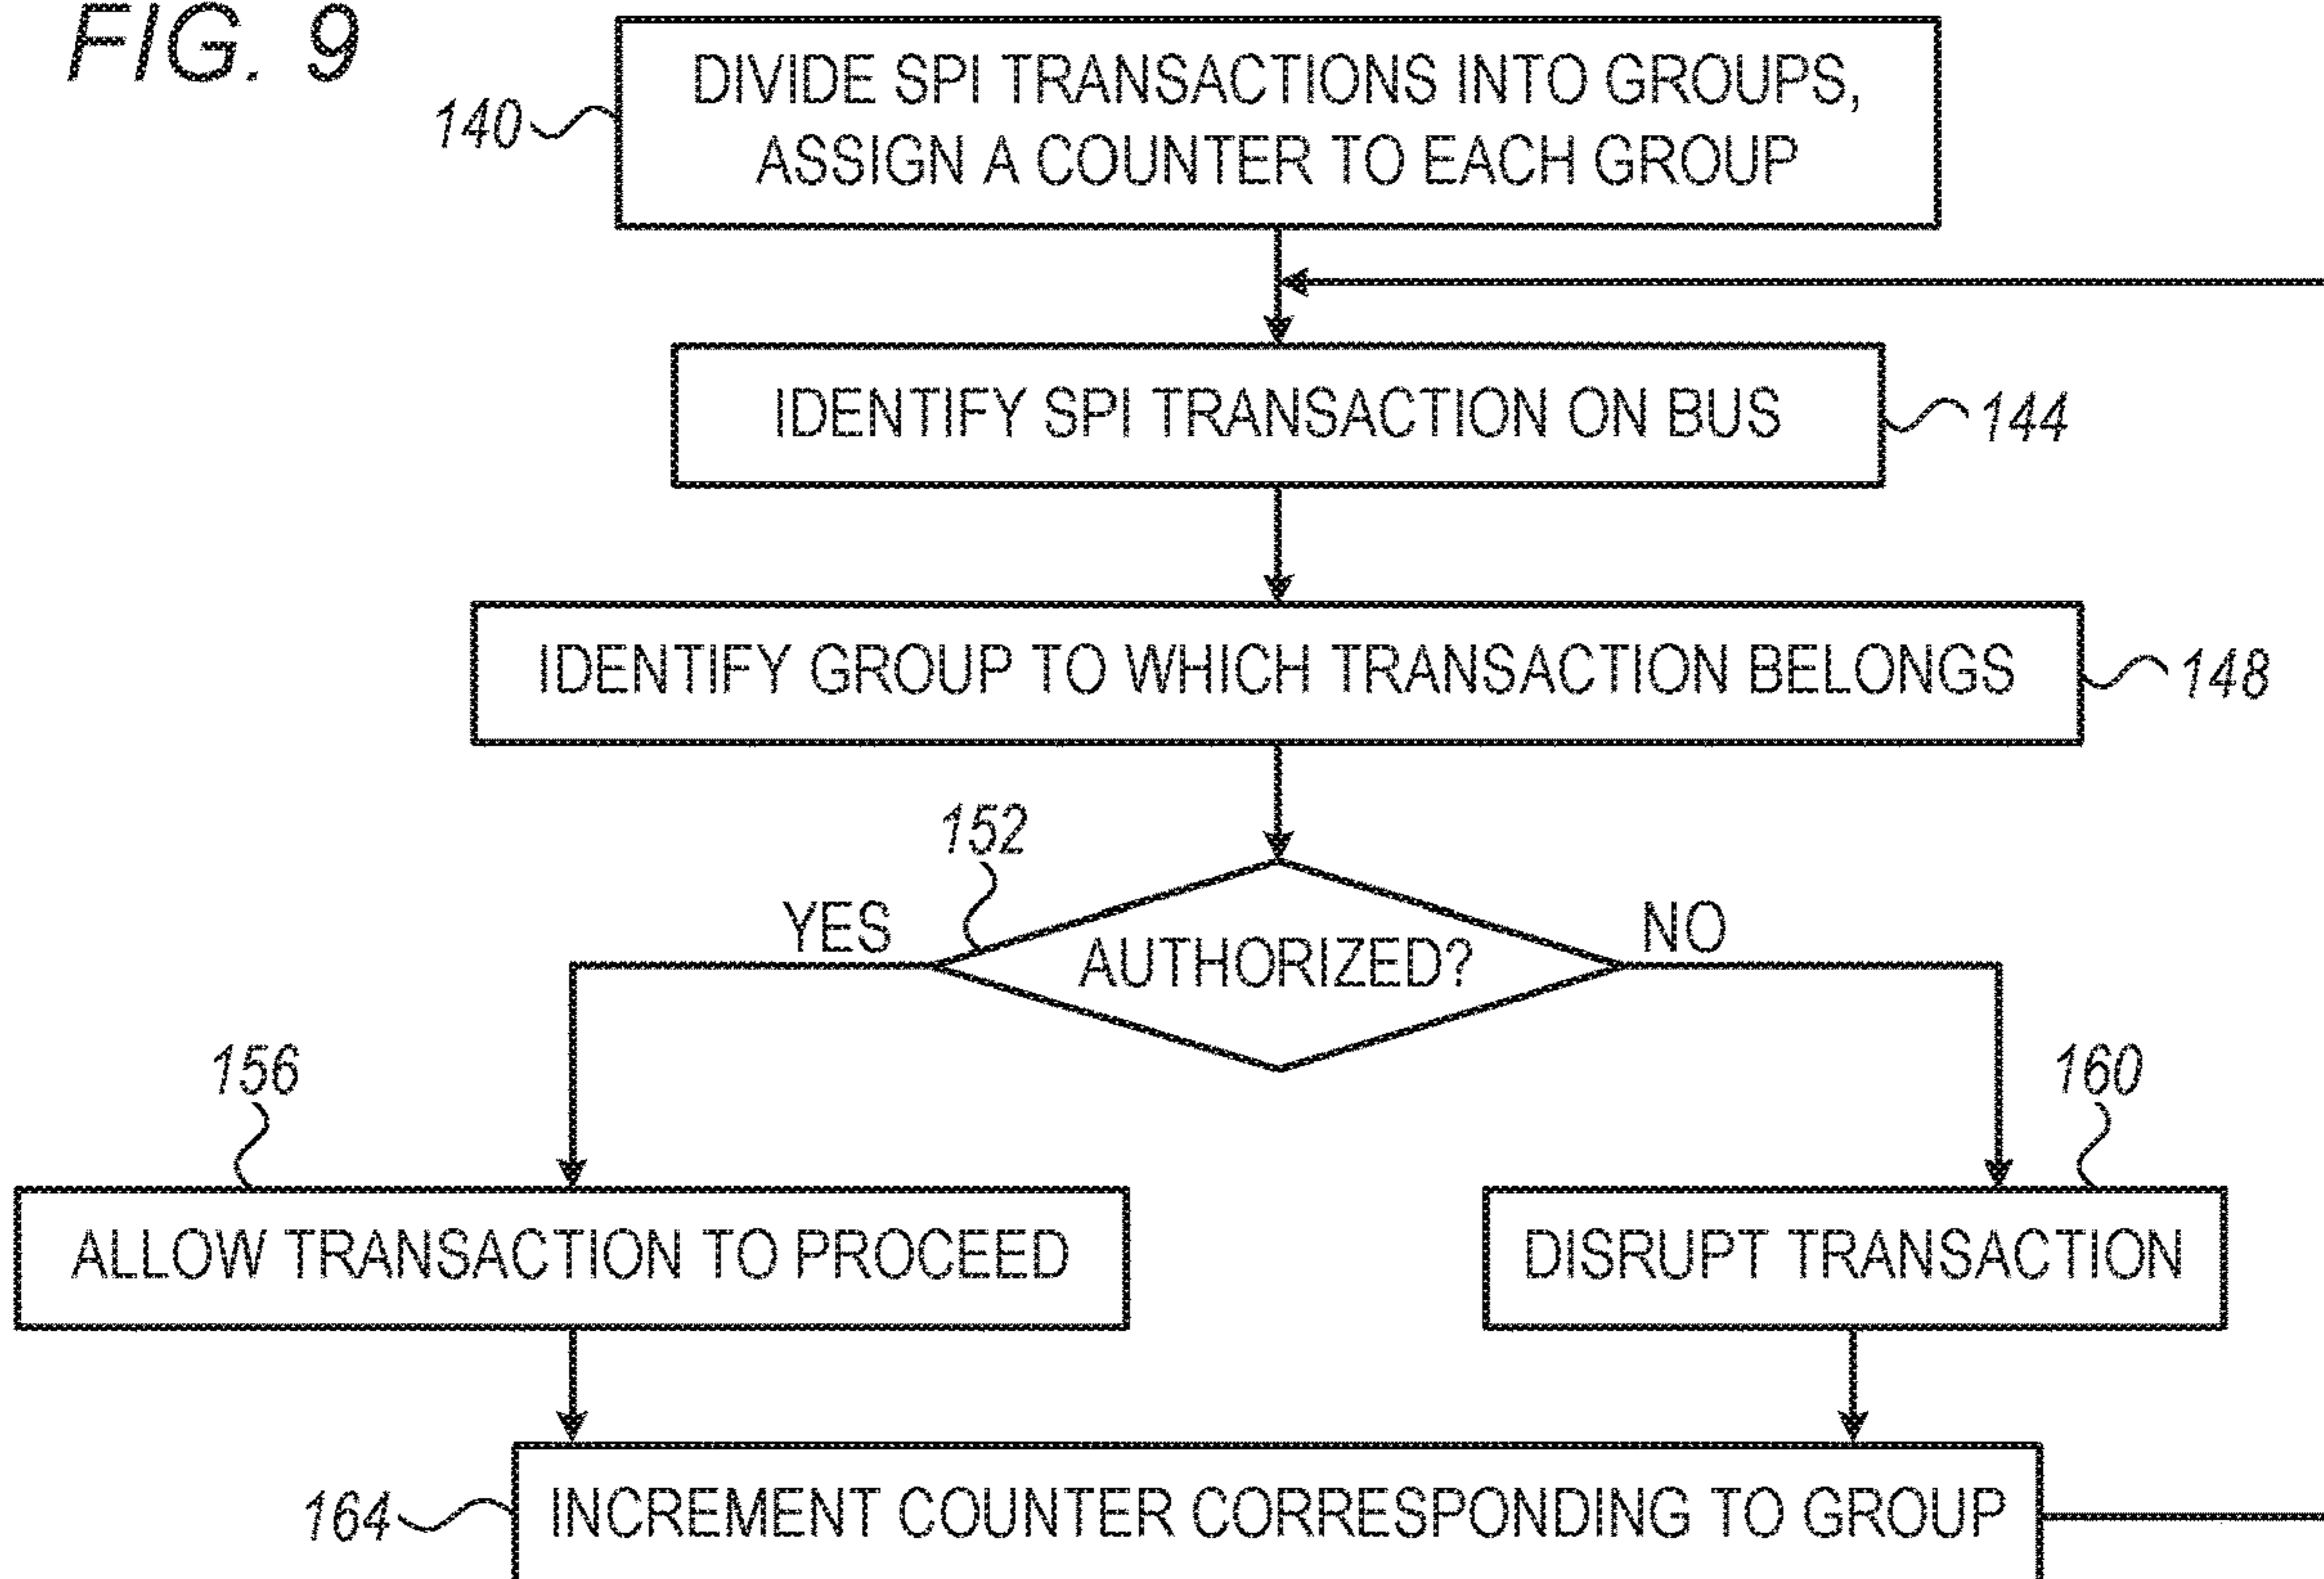 FIG. 9
140
DIVIDE SPI TRANSACTIONS INTO GROUPS,
ASSIGN A COUNTER TO EACH GROUP
IDENTIFY SPI TRANSACTION ON BUS
144
IDENTIFY GROUP TO WHICH TRANSACTION BELONGS
148
152
YES
AUTHORIZED?
NO
156
160
ALLOW TRANSACTION TO PROCEED
DISRUPT TRANSACTION
164
INCREMENT COUNTER CORRESPONDING TO GROUP